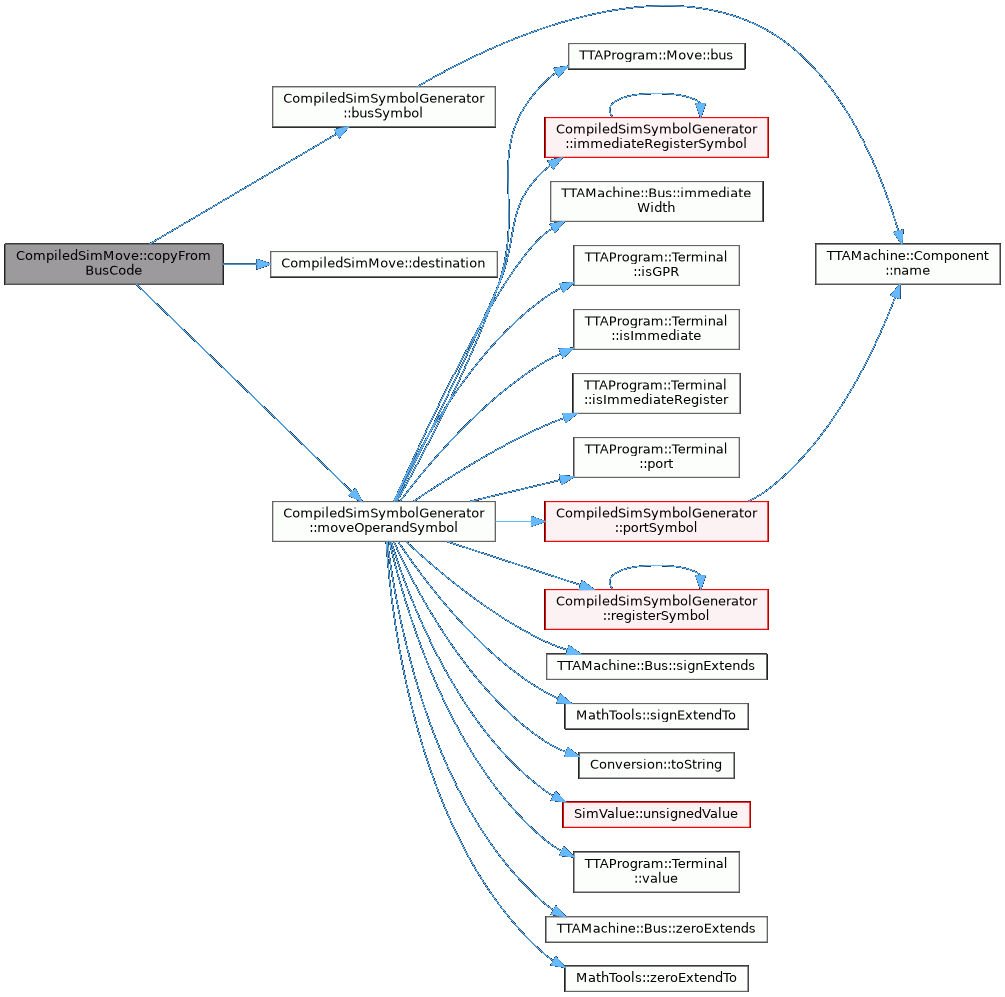 TTAProgram::Move::bus
CompiledSimSymbolGenerator
::busSymbol
CompiledSimSymbolGenerator
::immediateRegisterSymbol
TTAMachine::Bus::immediate
Width
CompiledSimMove::copyFrom
BusCode
CompiledSimMove::destination
TTAProgram::Terminal
::isGPR
TTAMachine::Component
::name
TTAProgram::Terminal
::isImmediate
TTAProgram::Terminal
::isImmediateRegister
TTAProgram::Terminal
::port
CompiledSimSymbolGenerator
::moveOperandSymbol
CompiledSimSymbolGenerator
::portSymbol
CompiledSimSymbolGenerator
::registerSymbol
TTAMachine::Bus::signExtends
MathTools::signExtendTo
Conversion::toString
SimValue::unsignedValue
TTAProgram::Terminal
::value
TTAMachine::Bus::zeroExtends
MathTools::zeroExtendTo